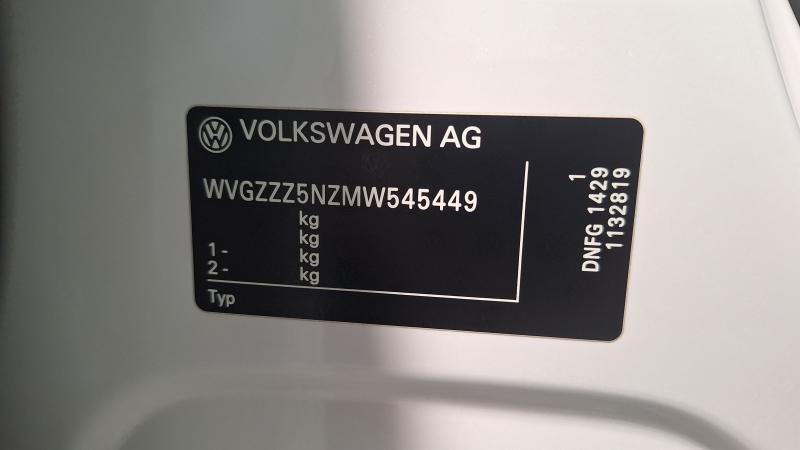 VOLKSWAGEN AG
WVGZZZ5NZMW545449
kg
kg
1- kg
2- kg
Typ
1
DNFG 1429
1132819